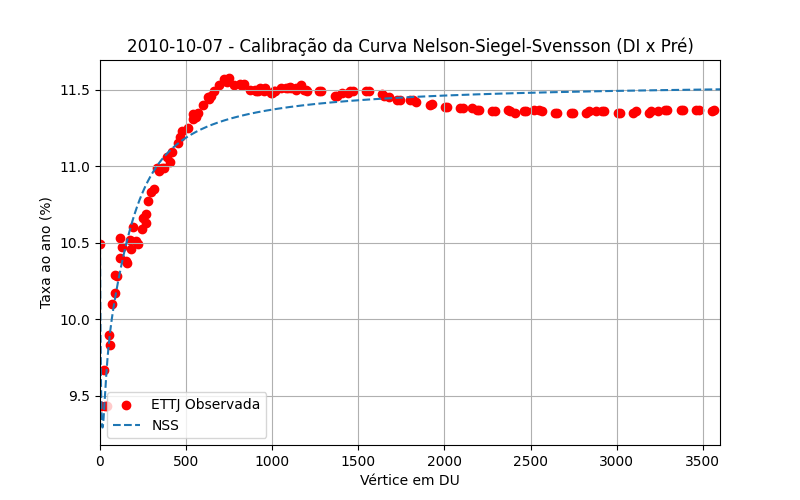 2010-10-07 - Calibração da Curva Nelson-Siegel-Svensson (DI x Pré)
Taxa ao ano (%)
11.5
11.0
10.5
10.0
9.5
ETTJ Observada
NSS
0 500 1000 1500 2000 2500 3000 3500
Vértice em DU